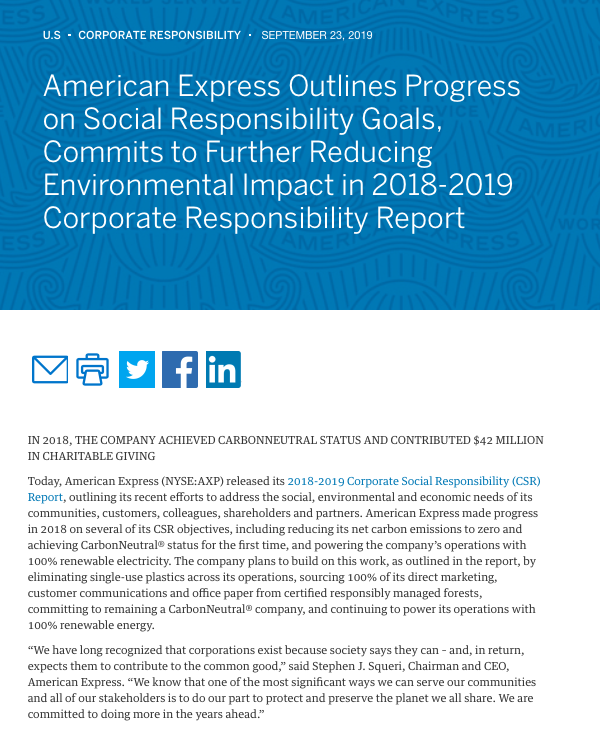 U.S • CORPORATE RESPONSIBILITY • SEPTEMBER 23, 2019
American Express Outlines Progress
on Social Responsibility Goals,
Commits to Further Reducing
Environmental Impact in 2018-2019
Corporate Responsibility Report
in
IN 2018, THE COMPANY ACHIEVED CARBONNEUTRAL STATUS AND CONTRIBUTED $42 MILLION
IN CHARITABLE GIVING
Today, American Express (NYSE:AXP) released its 2018-2019 Corporate Social Responsibility (CSR)
Report, outlining its recent efforts to address the social, environmental and economic needs of its
communities, customers, colleagues, shareholders and partners. American Express made progress
in 2018 on several of its CSR objectives, including reducing its net carbon emissions to zero and
achieving CarbonNeutral® status for the first time, and powering the company's operations with
100% renewable electricity. The company plans to build on this work, as outlined in the report, by
eliminating single-use plastics across its operations, sourcing 100% of its direct marketing,
customer communications and office paper from certified responsibly managed forests,
committing to remaining a CarbonNeutral® company, and continuing to power its operations with
100% renewable energy.
“We have long recognized that corporations exist because society says they can – and, in return,
expects them to contribute to the common good,” said Stephen J. Squeri, Chairman and CEO,
American Express. “We know that one of the most significant ways we can serve our communities
and all of our stakeholders is to do our part to protect and preserve the planet we all share. We are
committed to doing more in the years ahead.”